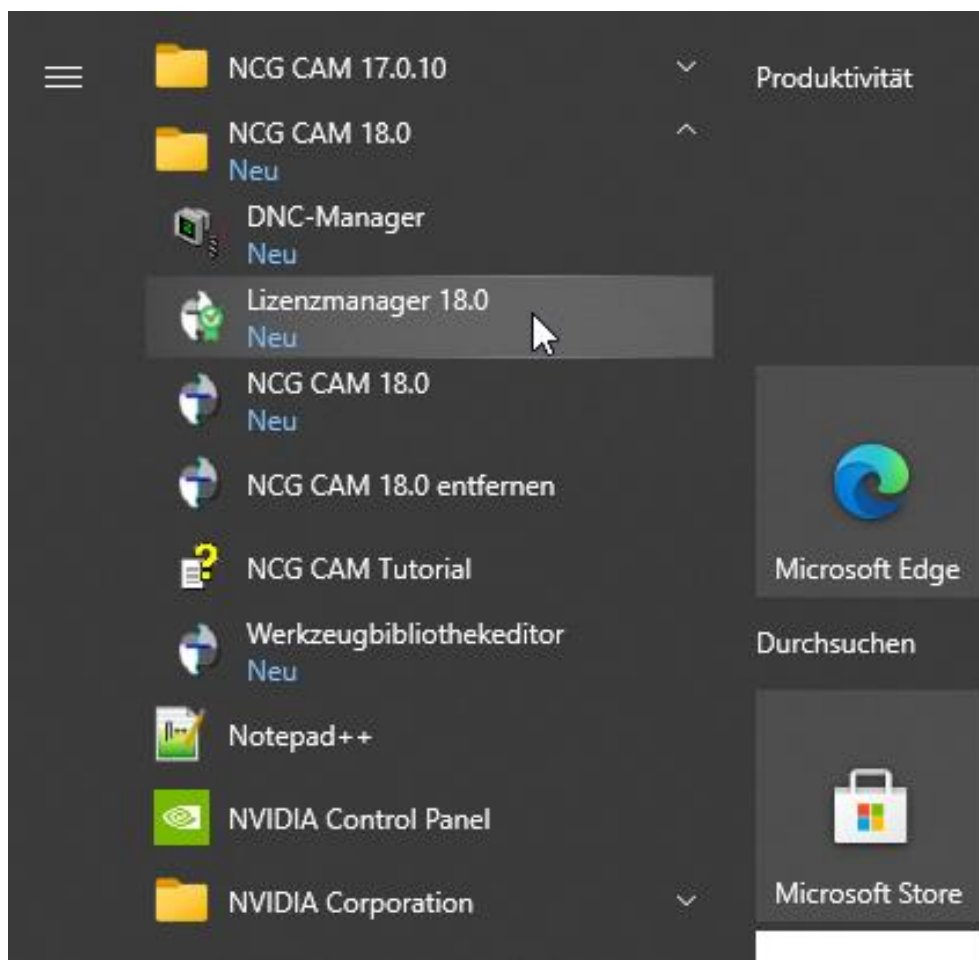 NCG CAM 17.0.10
NCG CAM 18.0
Neu
DNC-Manager
Neu
Lizenzmanager 18.0
Neu
NCG CAM 18.0
Neu
NCG CAM 18.0 entfernen
NCG CAM Tutorial
Werkzeugbibliothekeditor
Neu
Notepad++
NVIDIA Control Panel
NVIDIA Corporation
Produktivität
Microsoft Edge
Durchsuchen
Microsoft Store